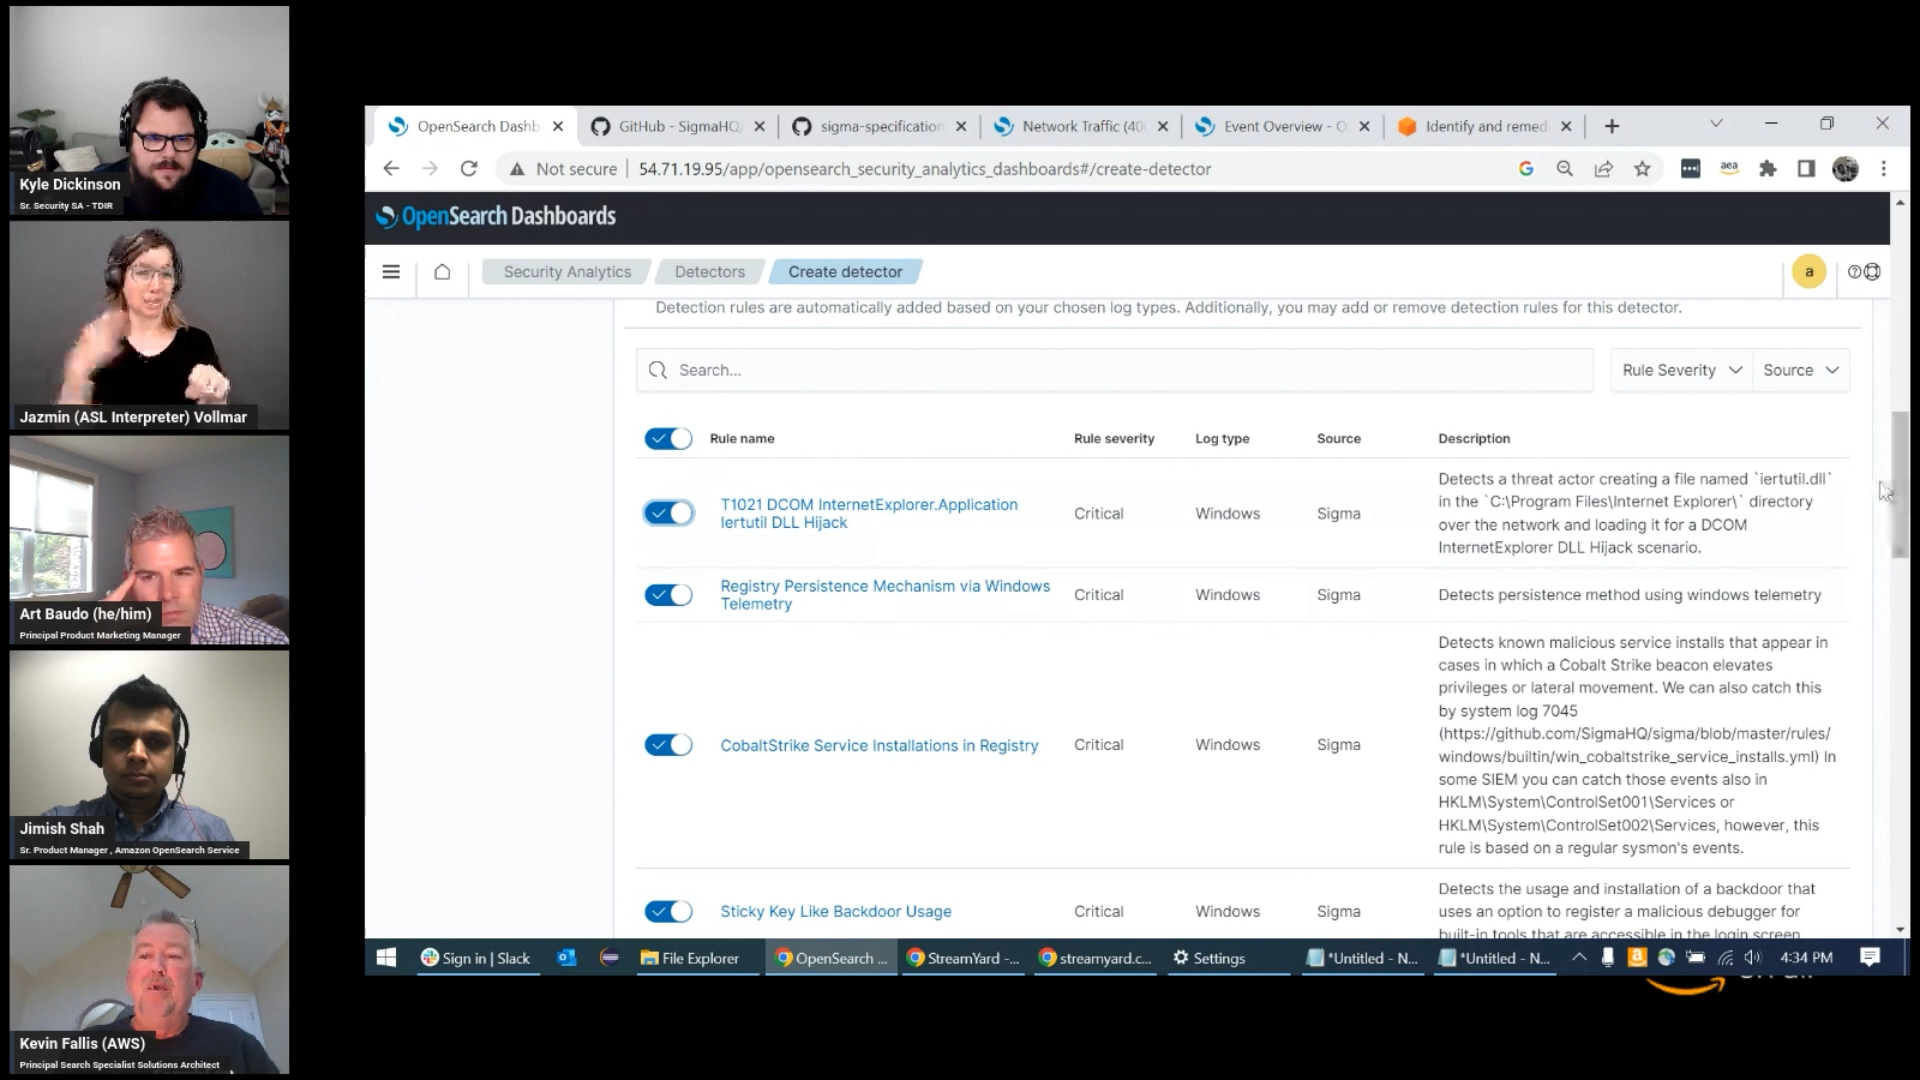 Kyle Dickinson
Sr. Security SA - TDIR
Jazmin (ASL Interpreter) Vollmar
Art Baudo (he/him)
Principal Product Marketing Manager
Jimish Shah
Sr. Product Manager , Amazon OpenSearch Service
Kevin Fallis (AWS)
Principal Search Specialist Solutions Architect
OpenSearch Dashb
GitHub - SigmaHQ/
sigma-specification
Network Traffic (40
Event Overview - O
Identify and remed
Not secure
54.71.19.95/app/opensearch_security_analytics_dashboards#/create-detector
aea
OpenSearch Dashboards
Security Analytics
Detectors
Create detector
a
Detection rules are automatically added based on your chosen log types. Additionally, you may add or remove detection rules for this detector.
Search...
Rule Severity
Source
Rule name
Rule severity
Log type
Source
Description
T1021 DCOM InternetExplorer.Application
Iertutil DLL Hijack
Critical
Windows
Sigma
Detects a threat actor creating a file named `iertutil.dll`
in the `C:\Program Files\Internet Explorer\` directory
over the network and loading it for a DCOM
InternetExplorer DLL Hijack scenario.
Registry Persistence Mechanism via Windows
Telemetry
Critical
Windows
Sigma
Detects persistence method using windows telemetry
CobaltStrike Service Installations in Registry
Critical
Windows
Sigma
Detects known malicious service installs that appear in
cases in which a Cobalt Strike beacon elevates
privileges or lateral movement. We can also catch this
by system log 7045
(https://github.com/SigmaHQ/sigma/blob/master/rules/
windows/builtin/win_cobaltstrike_service_installs.yml) In
some SIEM you can catch those events also in
HKLM\System\ControlSet001\Services or
HKLM\System\ControlSet002\Services, however, this
rule is based on a regular sysmon's events.
Sticky Key Like Backdoor Usage
Critical
Windows
Sigma
Detects the usage and installation of a backdoor that
uses an option to register a malicious debugger for
built-in tools that are accessible in the login screen
Sign in | Slack
File Explorer
OpenSearch ...
StreamYard -...
streamyard.c...
Settings
*Untitled - N...
*Untitled - N...
4:34 PM